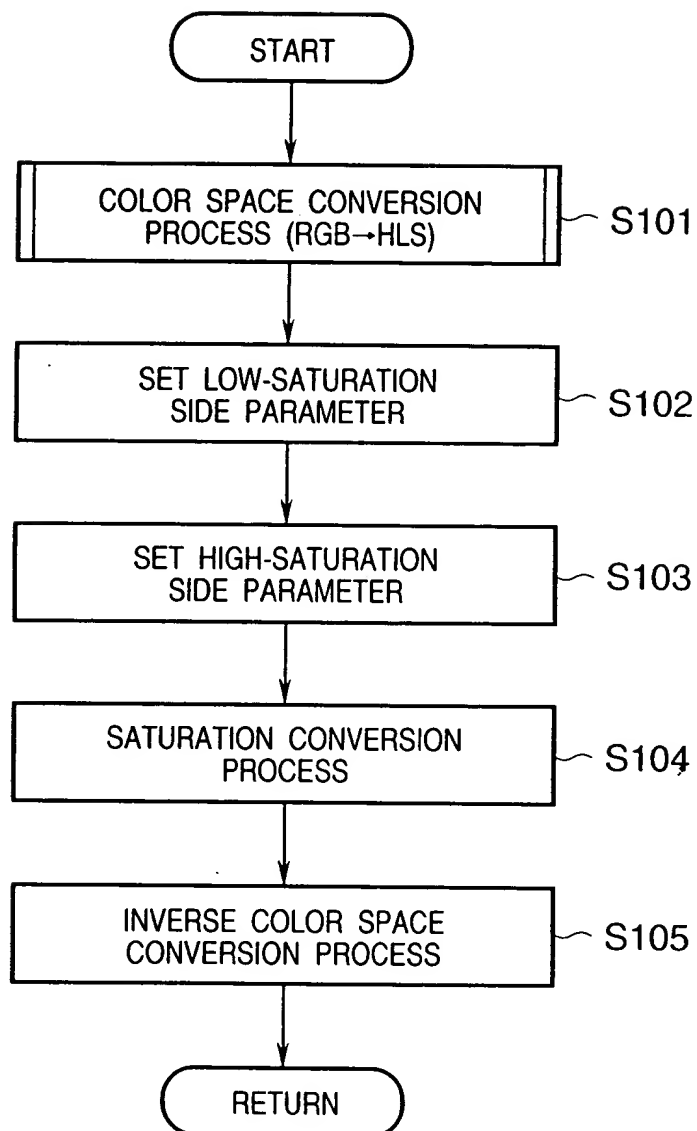 START
COLOR SPACE CONVERSION
PROCESS (RGB→HLS)
S101
SET LOW-SATURATION
SIDE PARAMETER
S102
SET HIGH-SATURATION
SIDE PARAMETER
S103
SATURATION CONVERSION
PROCESS
S104
INVERSE COLOR SPACE
CONVERSION PROCESS
S105
RETURN